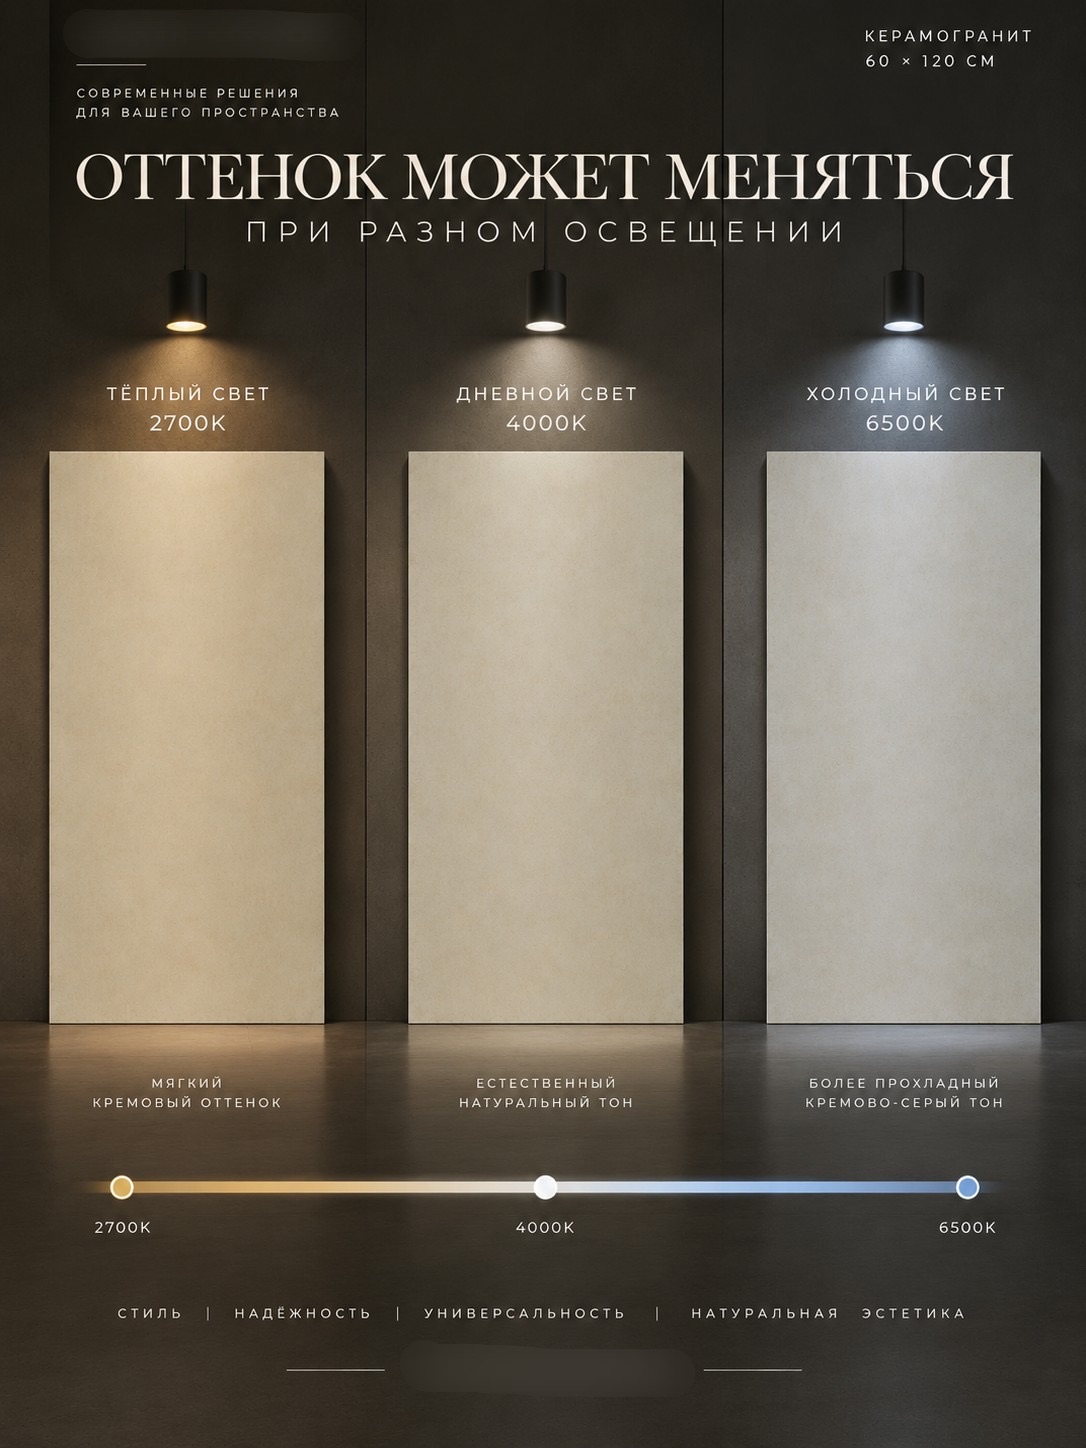 КЕРАМОГРАНИТ
60 × 120 СМ
СОВРЕМЕННЫЕ РЕШЕНИЯ
ДЛЯ ВАШЕГО ПРОСТРАНСТВА
ОТТЕНОК МОЖЕТ МЕНЯТЬСЯ
ПРИ РАЗНОМ ОСВЕЩЕНИИ
ТЁПЛЫЙ СВЕТ
2700K
ДНЕВНОЙ СВЕТ
4000K
ХОЛОДНЫЙ СВЕТ
6500K
МЯГКИЙ
КРЕМОВЫЙ ОТТЕНОК
ЕСТЕСТВЕННЫЙ
НАТУРАЛЬНЫЙ ТОН
БОЛЕЕ ПРОХЛАДНЫЙ
КРЕМОВО-СЕРЫЙ ТОН
2700K
4000K
6500K
СТИЛЬ | НАДЁЖНОСТЬ | УНИВЕРСАЛЬНОСТЬ | НАТУРАЛЬНАЯ ЭСТЕТИКА